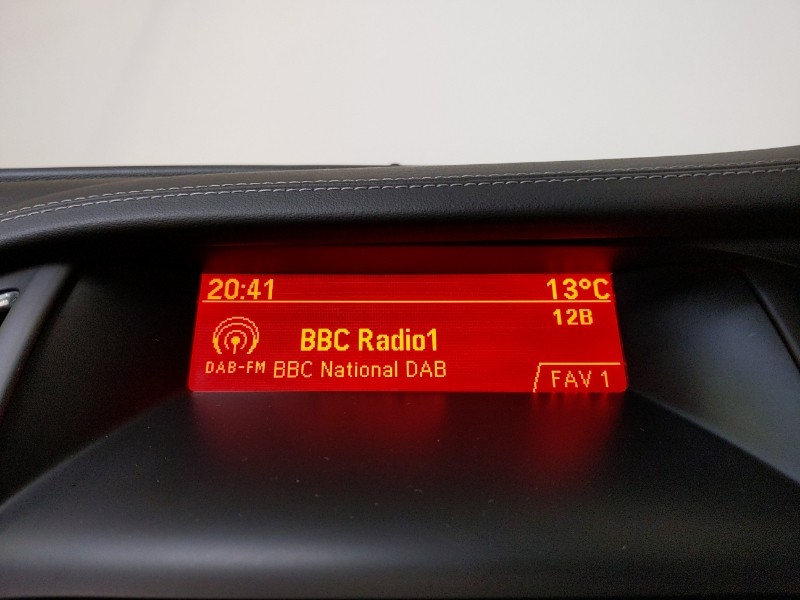 20:41 13°C
12B
BBC Radio1
DAB-FM BBC National DAB
FAV 1